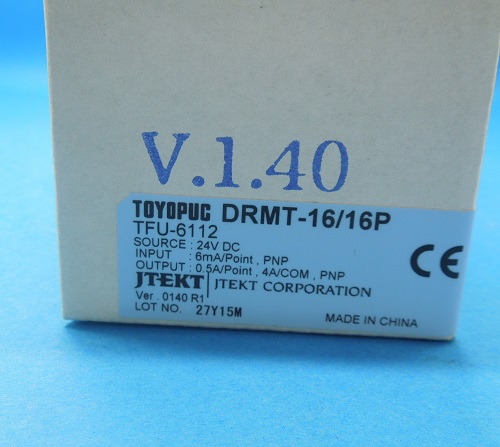 V.1.40
TOYOPUC DRMT-16/16P
TFU-6112
SOURCE : 24V DC
INPUT : 6mA/Point , PNP
OUTPUT : 0.5A/Point , 4A/COM , PNP
CE
JTEKT JTEKT CORPORATION
Ver. 0140 R1
LOT NO. 27Y15M
MADE IN CHINA